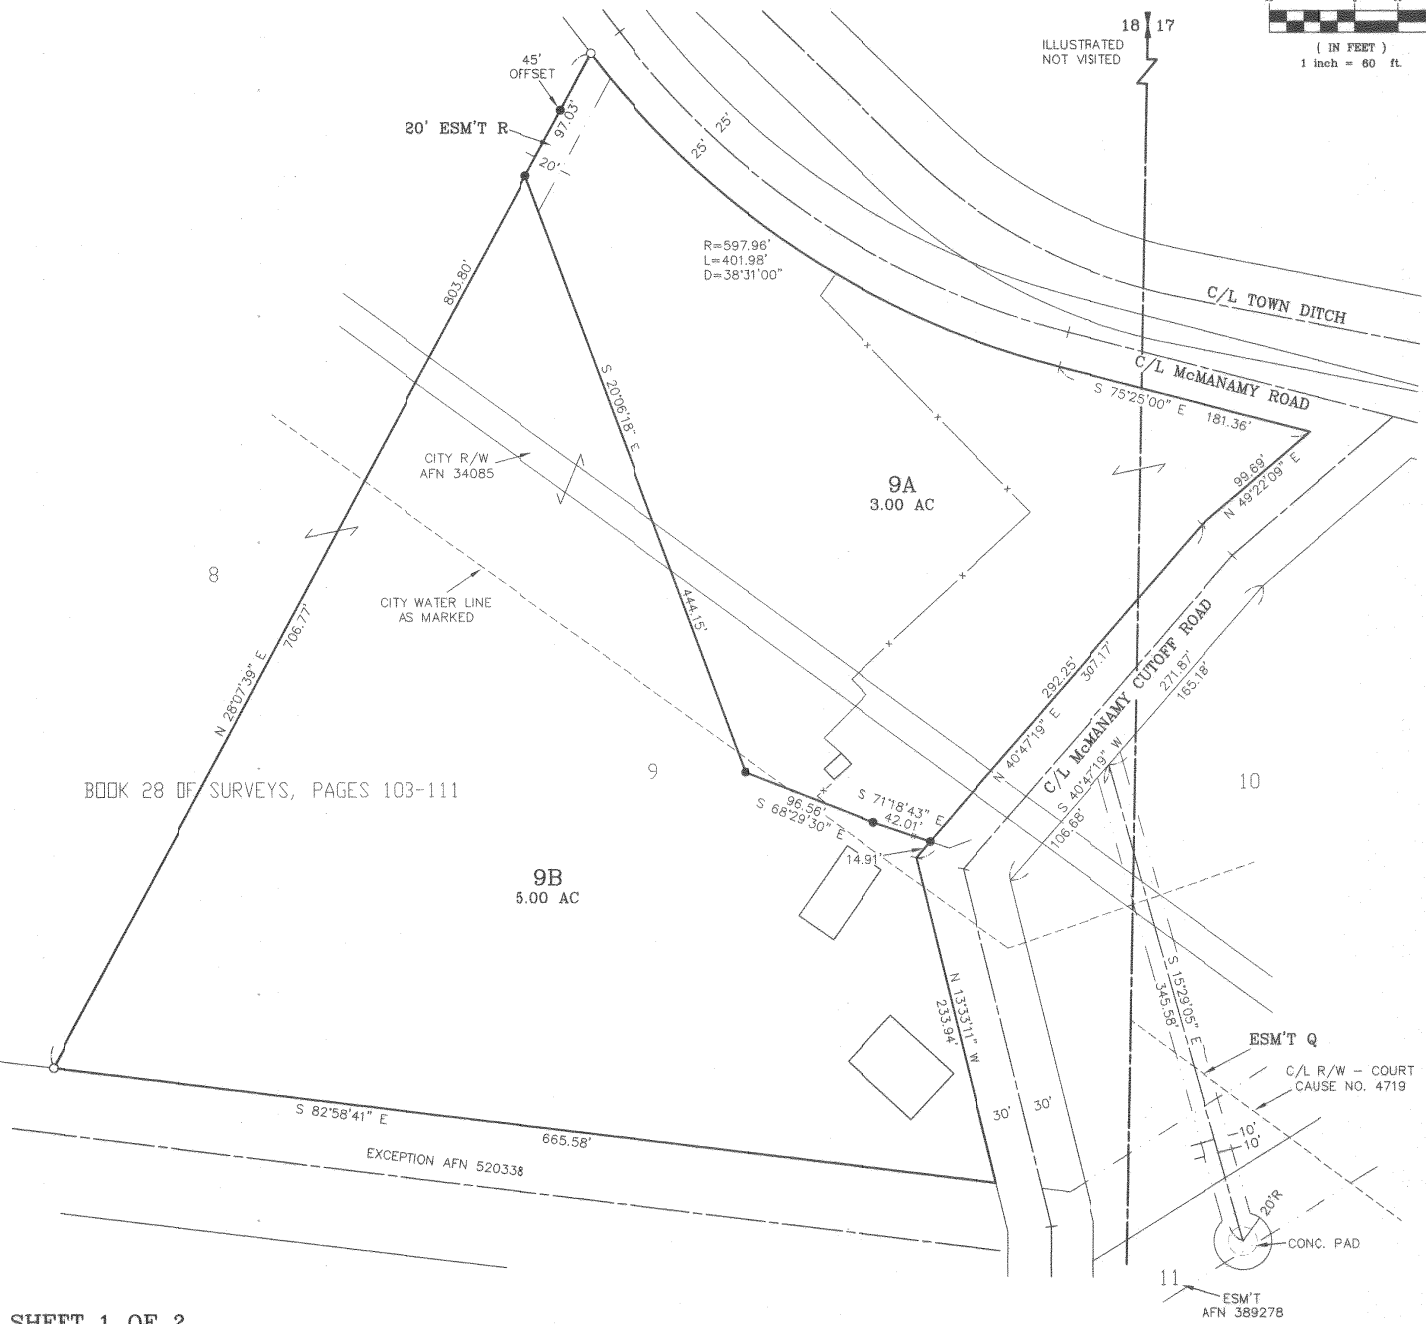 18 17
ILLUSTRATED
NOT VISITED
( IN FEET )
1 inch = 60 ft.
45'
OFFSET
20' ESM'T R
97.03'
20'
25' 25'
R=597.96'
L=401.98'
D=38°31'00"
C/L TOWN DITCH
C/L McMANAMY ROAD
S 75°25'00" E 181.36'
803.80'
S 20°06'18" E
444.15'
CITY R/W
AFN 34085
9A
3.00 AC
99.69'
N 49°22'09" E
8
CITY WATER LINE
AS MARKED
N 28°07'39" E 706.77'
292.25'
307.17'
N 40°47'19" E
C/L McMANAMY CUTOFF ROAD
271.87'
165.18'
S 40°47'19" W
106.68'
BOOK 28 OF SURVEYS, PAGES 103-111
9
10
96.56'
S 68°29'30" E
S 71°18'43" E
42.01'
14.91'
9B
5.00 AC
N 13°33'11" W
233.94'
S 15°29'05" E
345.58'
ESM'T Q
C/L R/W - COURT
CAUSE NO. 4719
30' 30'
10'
10'
S 82°58'41" E 665.58'
EXCEPTION AFN 520338
20'R
CONC. PAD
11
ESM'T
AFN 389278
SHEET 1 OF 2